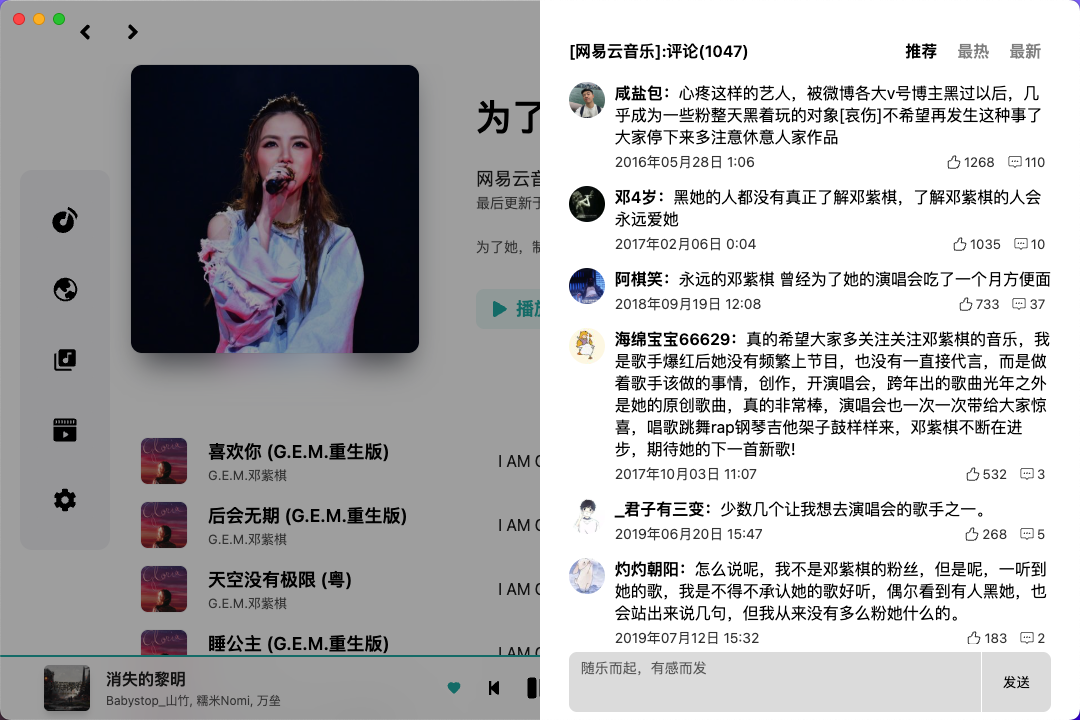 为了
网易云音
最后更新于
为了她，制
播放
喜欢你 (G.E.M.重生版)
G.E.M.邓紫棋
I AM
后会无期 (G.E.M.重生版)
G.E.M.邓紫棋
I AM
天空没有极限 (粤)
G.E.M.邓紫棋
I AM
睡公主 (G.E.M.重生版)
I AM
消失的黎明
Babystop_山竹, 糯米Nomi, 万垒
[网易云音乐]:评论(1047)
推荐 最热 最新
咸盐包：心疼这样的艺人，被微博各大v号博主黑过以后，几
乎成为一些粉整天黑着玩的对象[哀伤]不希望再发生这种事了
大家停下来多注意休意人家作品
2016年05月28日 1:06 1268 110
邓4岁：黑她的人都没有真正了解邓紫棋，了解邓紫棋的人会
永远爱她
2017年02月06日 0:04 1035 10
阿棋笑：永远的邓紫棋 曾经为了她的演唱会吃了一个月方便面
2018年09月19日 12:08 733 37
海绵宝宝66629：真的希望大家多关注关注邓紫棋的音乐，我
是歌手爆红后她没有频繁上节目，也没有一直接代言，而是做
着歌手该做的事情，创作，开演唱会，跨年出的歌曲光年之外
是她的原创歌曲，真的非常棒，演唱会也一次一次带给大家惊
喜，唱歌跳舞rap钢琴吉他架子鼓样样来，邓紫棋不断在进
步，期待她的下一首新歌!
2017年10月03日 11:07 532 3
_君子有三变：少数几个让我想去演唱会的歌手之一。
2019年06月20日 15:47 268 5
灼灼朝阳：怎么说呢，我不是邓紫棋的粉丝，但是呢，一听到
她的歌，我是不得不承认她的歌好听，偶尔看到有人黑她，也
会站出来说几句，但我从来没有多么粉她什么的。
2019年07月12日 15:32 183 2
随乐而起，有感而发
发送